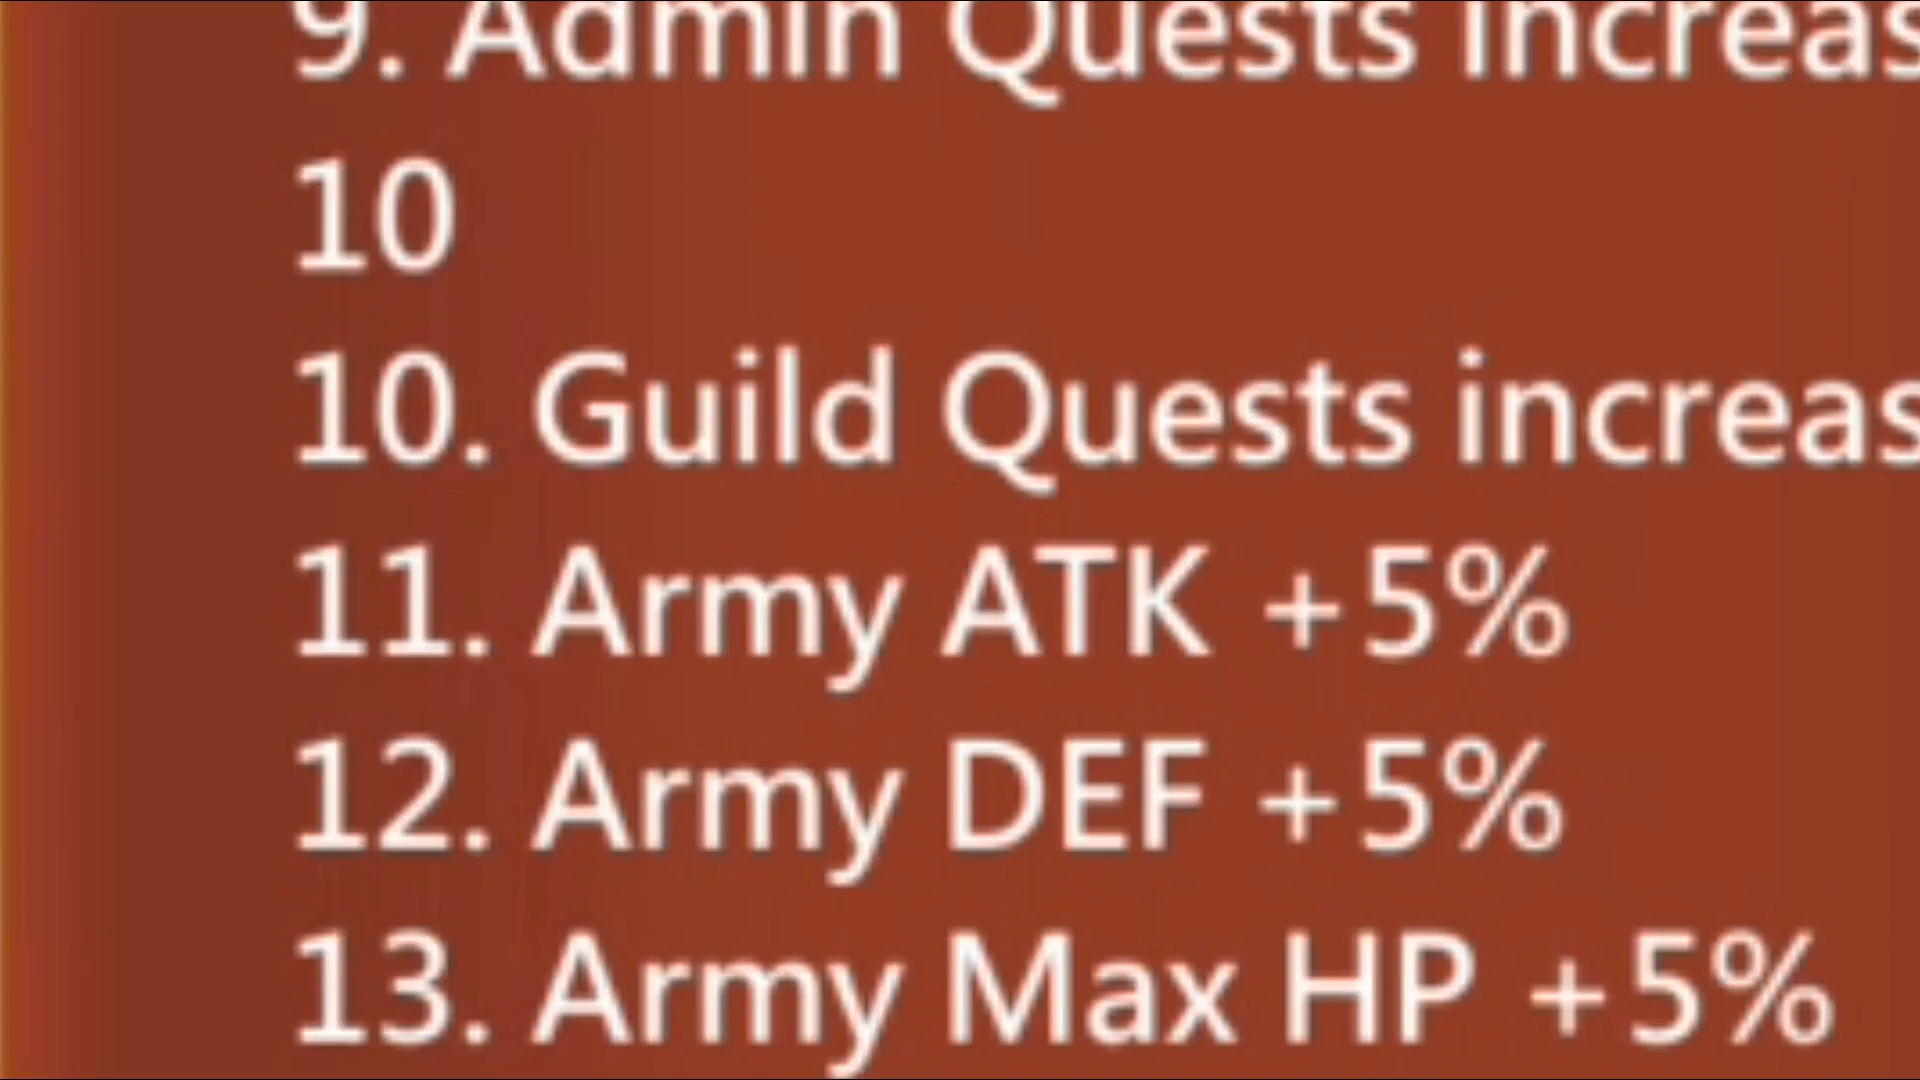 9. Admin Quests increas
10
10. Guild Quests increas
11. Army ATK +5%
12. Army DEF +5%
13. Army Max HP +5%